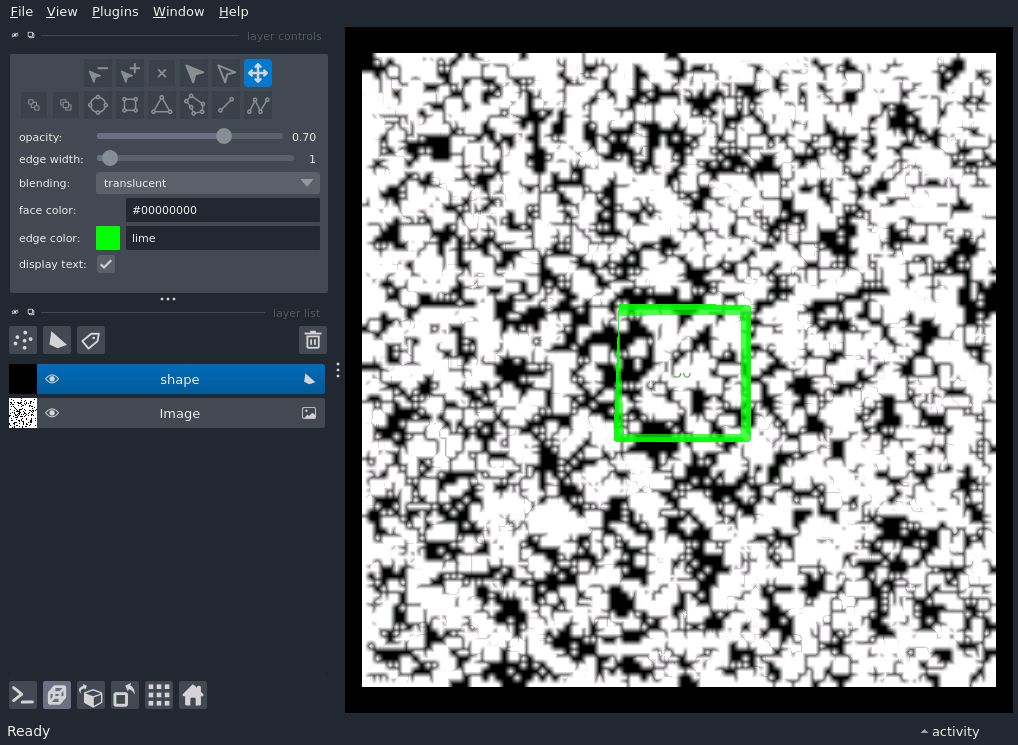 File View Plugins Window Help
layer controls
opacity: 0.70
edge width: 1
blending: translucent
face color: #00000000
edge color: lime
display text:
layer list
shape
Image
Ready
activity